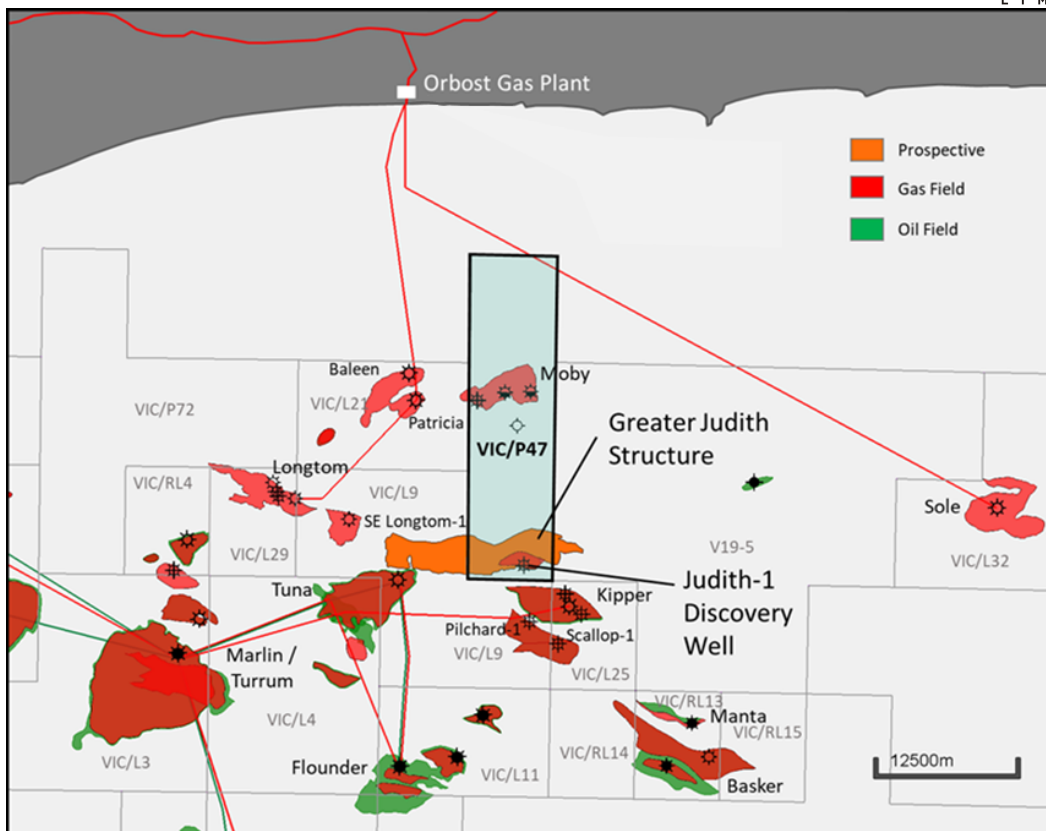 Orbost Gas Plant
Prospective
Gas Field
Oil Field
Baleen
Moby
VIC/P72
VIC/L21
Patricia
Greater Judith
Structure
VIC/P47
Longtom
VIC/RL4
VIC/L9
SE Longtom-1
Sole
VIC/L29
V19-5
VIC/L32
Judith-1
Discovery
Well
Tuna
Kipper
Pilchard-1
Scallop-1
VIC/L9
VIC/L25
Marlin /
Turrum
VIC/L4
VIC/RL13
Manta
VIC/RL15
VIC/RL14
VIC/L3
Flounder
VIC/L11
Basker
12500m